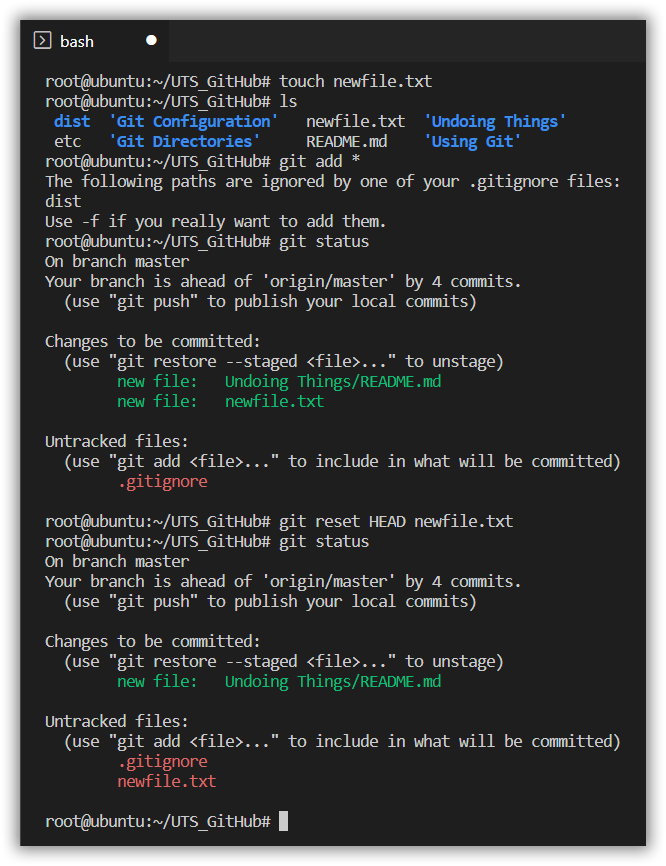 bash
root@ubuntu:~/UTS_GitHub# touch newfile.txt
root@ubuntu:~/UTS_GitHub# ls
 dist  'Git Configuration'   newfile.txt  'Undoing Things'
 etc   'Git Directories'     README.md    'Using Git'
root@ubuntu:~/UTS_GitHub# git add *
The following paths are ignored by one of your .gitignore files:
dist
Use -f if you really want to add them.
root@ubuntu:~/UTS_GitHub# git status
On branch master
Your branch is ahead of 'origin/master' by 4 commits.
  (use "git push" to publish your local commits)

Changes to be committed:
  (use "git restore --staged <file>..." to unstage)
        new file:   Undoing Things/README.md
        new file:   newfile.txt

Untracked files:
  (use "git add <file>..." to include in what will be committed)
        .gitignore

root@ubuntu:~/UTS_GitHub# git reset HEAD newfile.txt
root@ubuntu:~/UTS_GitHub# git status
On branch master
Your branch is ahead of 'origin/master' by 4 commits.
  (use "git push" to publish your local commits)

Changes to be committed:
  (use "git restore --staged <file>..." to unstage)
        new file:   Undoing Things/README.md

Untracked files:
  (use "git add <file>..." to include in what will be committed)
        .gitignore
        newfile.txt

root@ubuntu:~/UTS_GitHub#